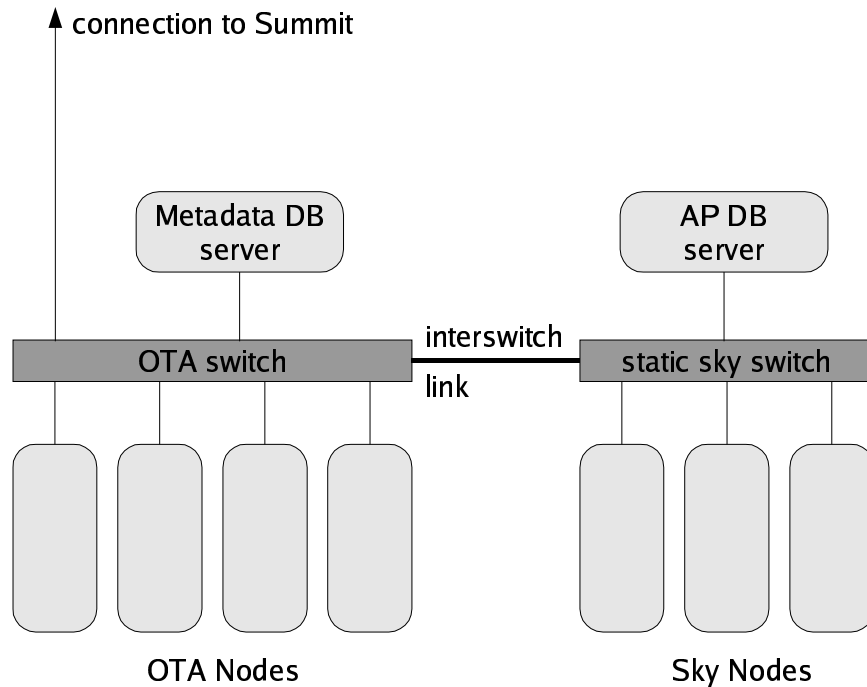 connection to Summit
Metadata DB
server
AP DB
server
interswitch
OTA switch
static sky switch
link
OTA Nodes
Sky Nodes